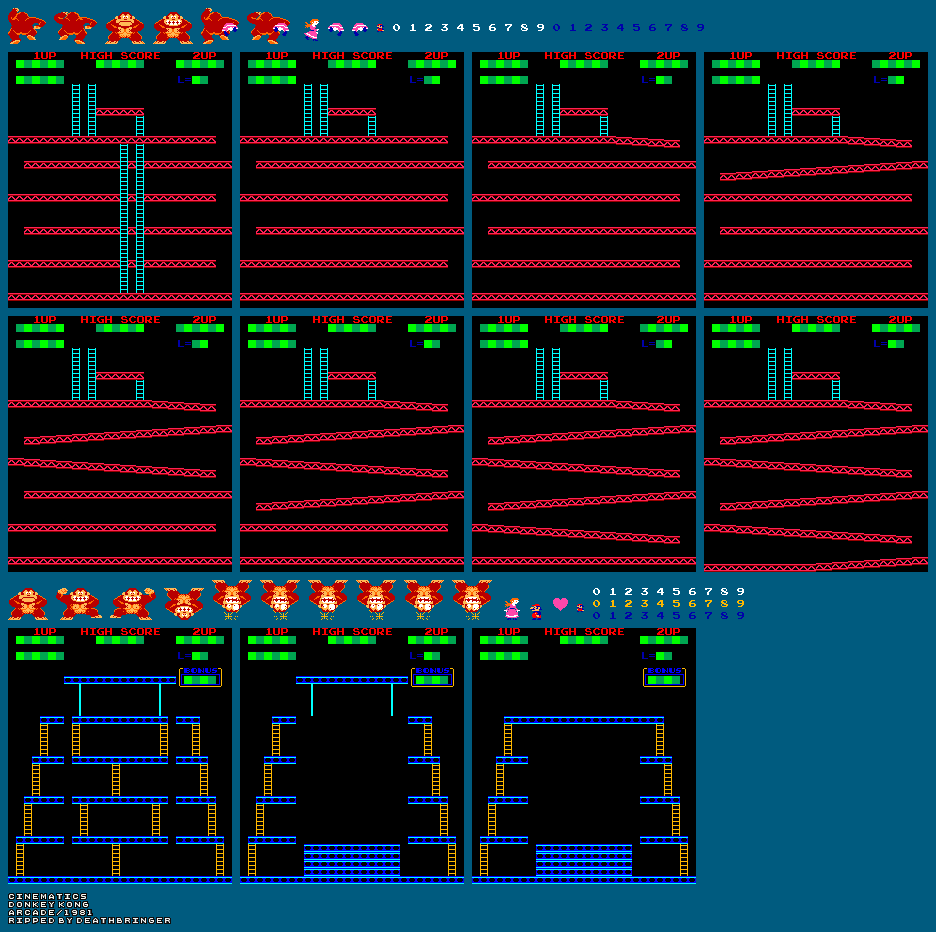 0 1 2 3 4 5 6 7 8 9 0 1 2 3 4 5 6 7 8 9
1UP HIGH SCORE 2UP 1UP HIGH SCORE 2UP 1UP HIGH SCORE 2UP 1UP HIGH SCORE 2UP
L= L= L= L=
1UP HIGH SCORE 2UP 1UP HIGH SCORE 2UP 1UP HIGH SCORE 2UP 1UP HIGH SCORE 2UP
L= L= L= L=
0 1 2 3 4 5 6 7 8 9
0 1 2 3 4 5 6 7 8 9
0 1 2 3 4 5 6 7 8 9
1UP HIGH SCORE 2UP 1UP HIGH SCORE 2UP 1UP HIGH SCORE 2UP
L= L= L=
BONUS BONUS BONUS
CINEMATICS
DONKEY KONG
ARCADE/1981
RIPPED BY DEATHBRINGER